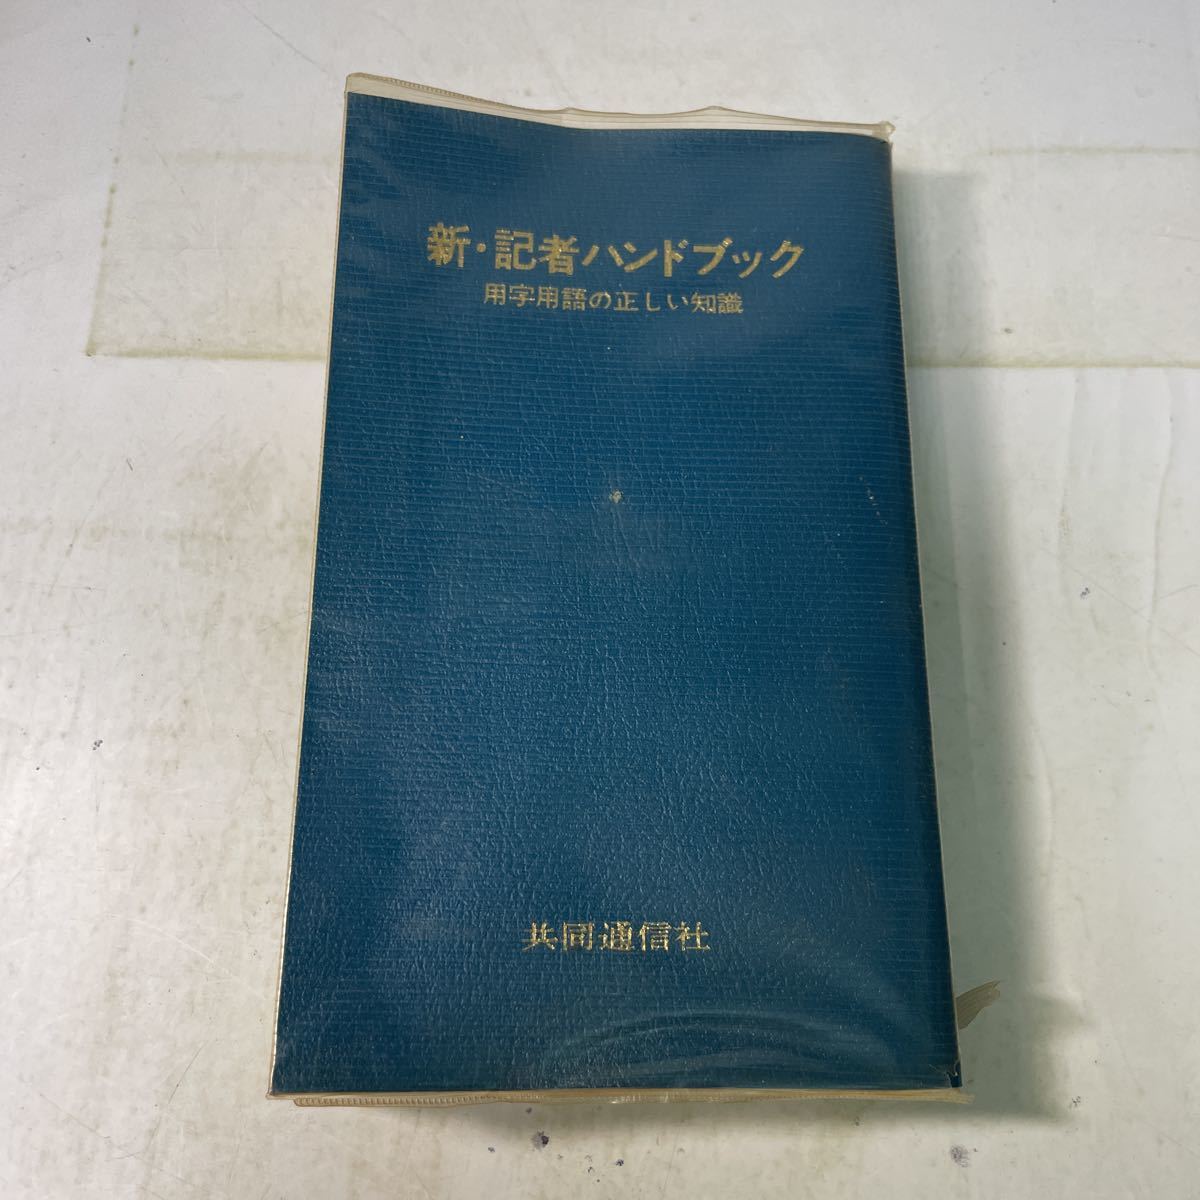 新・記者ハンドブック
用字用語の正しい知識
共同通信社